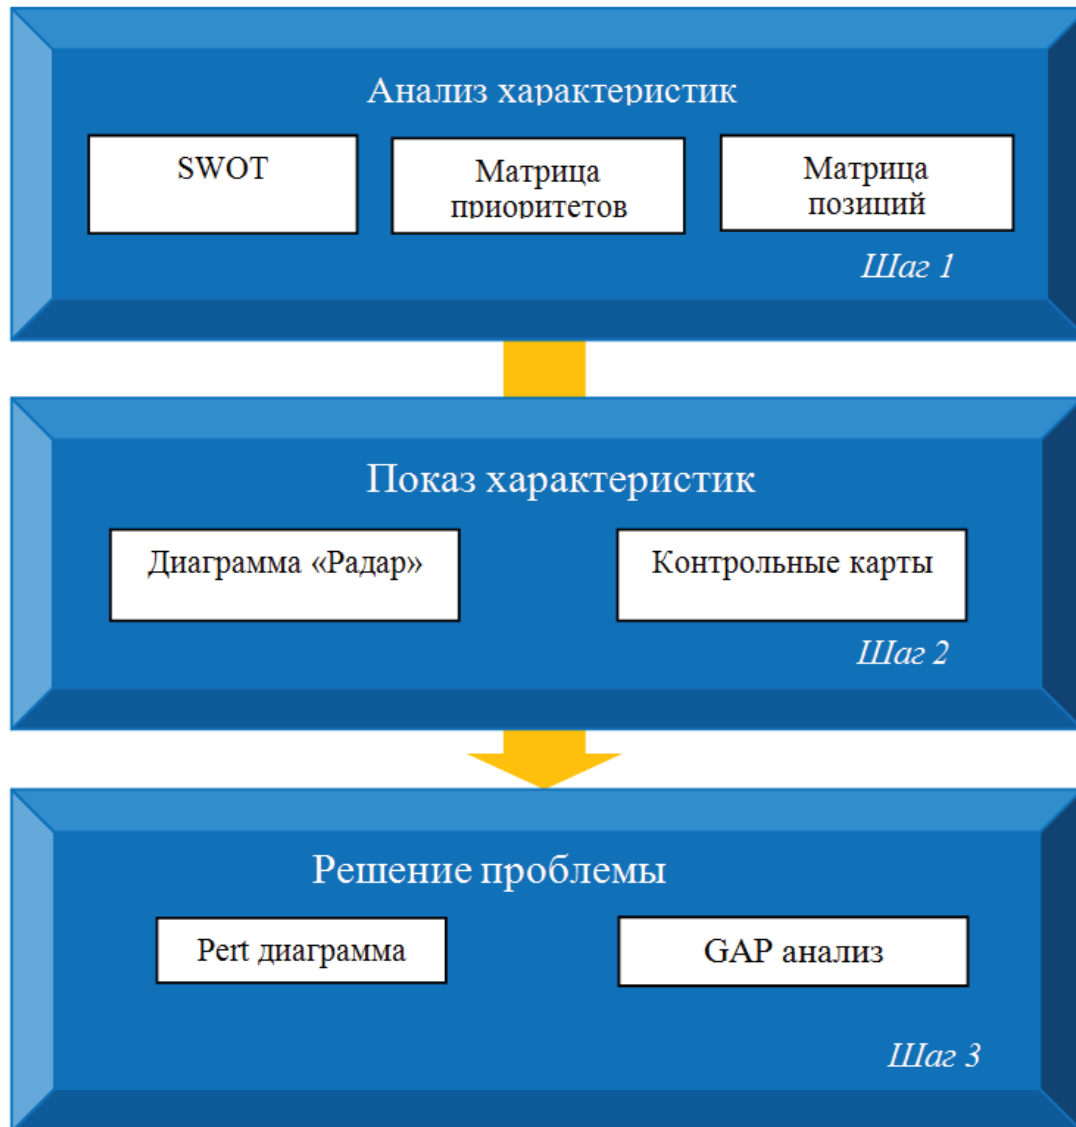 Анализ характеристик
SWOT
Матрица
приоритетов
Матрица
позиций
Шаг 1
Показ характеристик
Диаграмма «Радар»
Контрольные карты
Шаг 2
Решение проблемы
Pert диаграмма
GAP анализ
Шаг 3